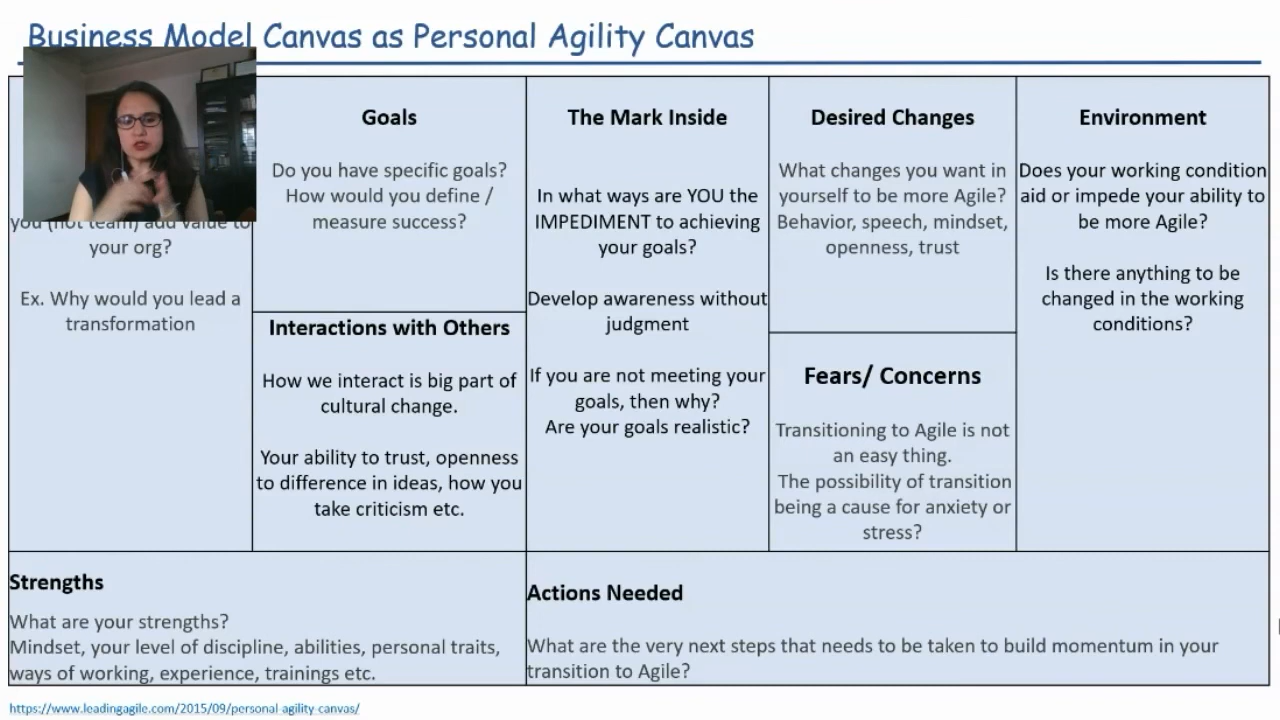 Business Model Canvas as Personal Agility Canvas
you (not team) add value to
your org?
Ex. Why would you lead a
transformation
Goals
Do you have specific goals?
How would you define /
measure success?
Interactions with Others
How we interact is big part of
cultural change.
Your ability to trust, openness
to difference in ideas, how you
take criticism etc.
The Mark Inside
In what ways are YOU the
IMPEDIMENT to achieving
your goals?
Develop awareness without
judgment
If you are not meeting your
goals, then why?
Are your goals realistic?
Desired Changes
What changes you want in
yourself to be more Agile?
Behavior, speech, mindset,
openness, trust
Fears/ Concerns
Transitioning to Agile is not
an easy thing.
The possibility of transition
being a cause for anxiety or
stress?
Environment
Does your working condition
aid or impede your ability to
be more Agile?
Is there anything to be
changed in the working
conditions?
Strengths
What are your strengths?
Mindset, your level of discipline, abilities, personal traits,
ways of working, experience, trainings etc.
Actions Needed
What are the very next steps that needs to be taken to build momentum in your
transition to Agile?
https://www.leadingagile.com/2015/09/personal-agility-canvas/